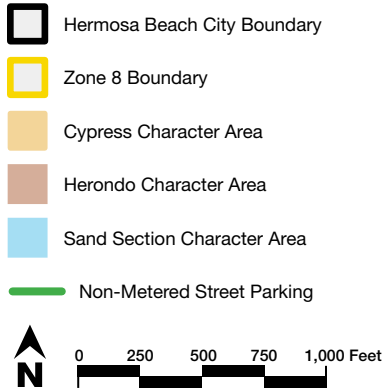 Hermosa Beach City Boundary
Zone 8 Boundary
Cypress Character Area
Herondo Character Area
Sand Section Character Area
Non-Metered Street Parking
N
0 250 500 750 1,000 Feet